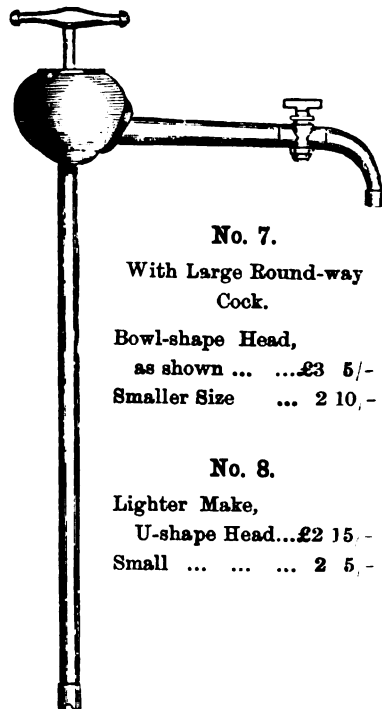 No. 7.
With Large Round-way
Cock.
Bowl-shape Head,
as shown ... ...£3 5/-
Smaller Size ... 2 10/-
No. 8.
Lighter Make,
U-shape Head...£2 15/-
Small ... ... ... 2 5/-